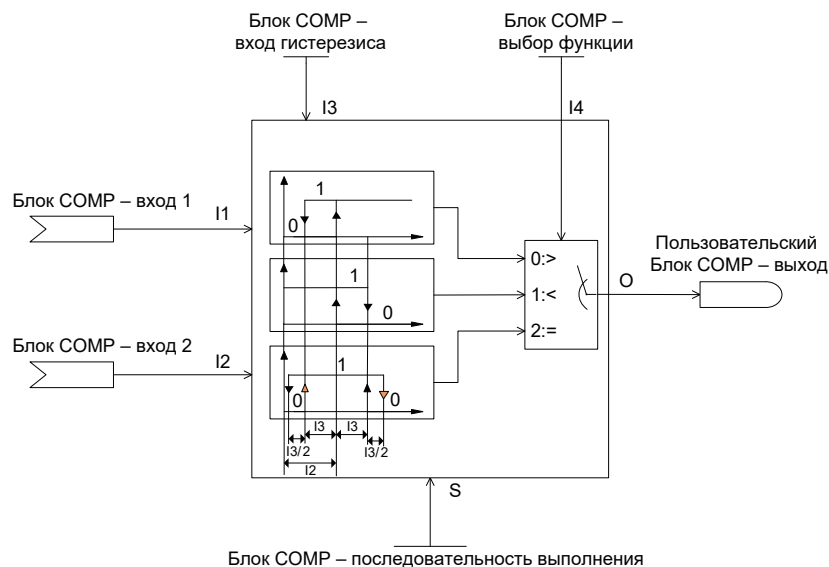 Блок COMP –
вход гистерезиса
Блок COMP –
выбор функции
I3
I4
Блок COMP – вход 1
I1
1
0
Пользовательский
Блок COMP – выход
0:>
1
1:<
O
0
2:=
Блок COMP – вход 2
I2
1
0
0
I3
I3
I3/2
I3/2
I2
S
Блок COMP – последовательность выполнения